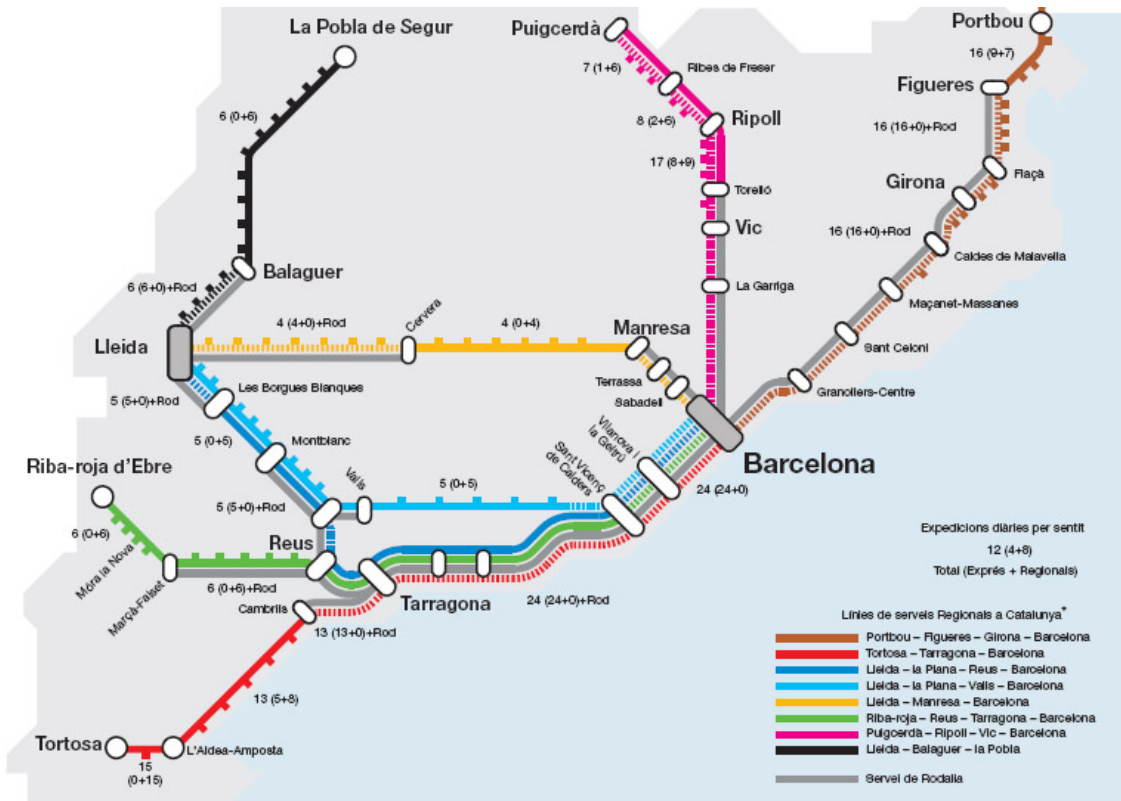 La Pobla de Segur
Puigcerdà
Portbou
7 (1+6)
Ribes de Freser
16 (9+7)
Figueres
6 (0+6)
8 (2+6)
Ripoll
16 (16+0)+Rod
17 (8+9)
Flaçà
Torelló
Girona
Vic
16 (16+0)+Rod
Caldes de Malavella
Balaguer
6 (6+0)+Rod
La Garriga
Maçanet-Massanes
Cervera
4 (4+0)+Rod
4 (0+4)
Manresa
Lleida
Sant Celoni
Terrassa
Les Borgues Blanques
Sabadell
Granollers-Centre
5 (5+0)+Rod
5 (0+5)
Montblanc
Vilanova i
la Geltrú
Sant Vicenç
de Calders
Barcelona
Riba-roja d'Ebre
Valls
5 (0+5)
24 (24+0)
5 (5+0)+Rod
6 (0+6)
Reus
Móra la Nova
Marçà-Falset
6 (0+6)+Rod
Tarragona
24 (24+0)+Rod
Cambrils
13 (13+0)+Rod
13 (5+8)
Tortosa
L'Aldea-Amposta
15
(0+15)
Expedicions diàries per sentit
12 (4+8)
Total (Exprés + Regionals)
Línies de serveis Regionals a Catalunya*
Portbou – Figueres – Girona – Barcelona
Tortosa – Tarragona – Barcelona
Lleida – la Plana – Reus – Barcelona
Lleida – la Plana – Valls – Barcelona
Lleida – Manresa – Barcelona
Riba-roja – Reus – Tarragona – Barcelona
Puigcerdà – Ripoll – Vic – Barcelona
Lleida – Balaguer – la Pobla
Servei de Rodalia